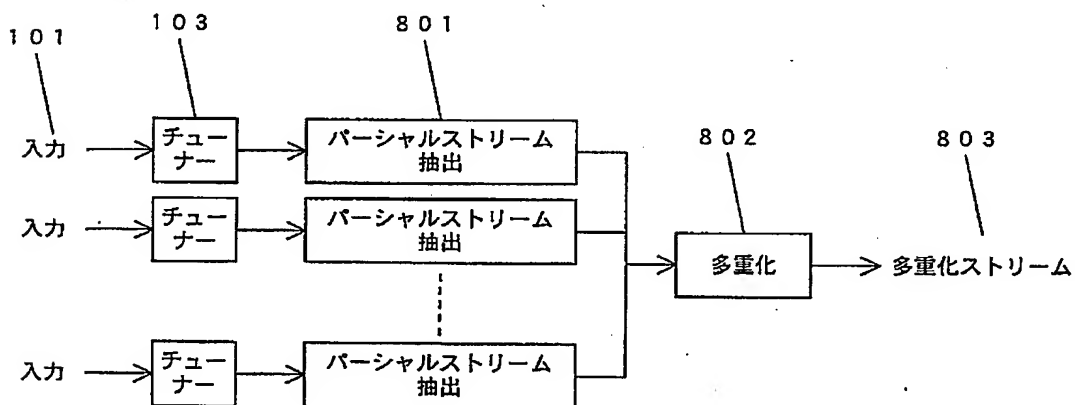 101
103
801
入力
チュー
ナー
パーシャルストリーム
抽出
802
803
入力
チュー
ナー
パーシャルストリーム
抽出
多重化
多重化ストリーム
入力
チュー
ナー
パーシャルストリーム
抽出